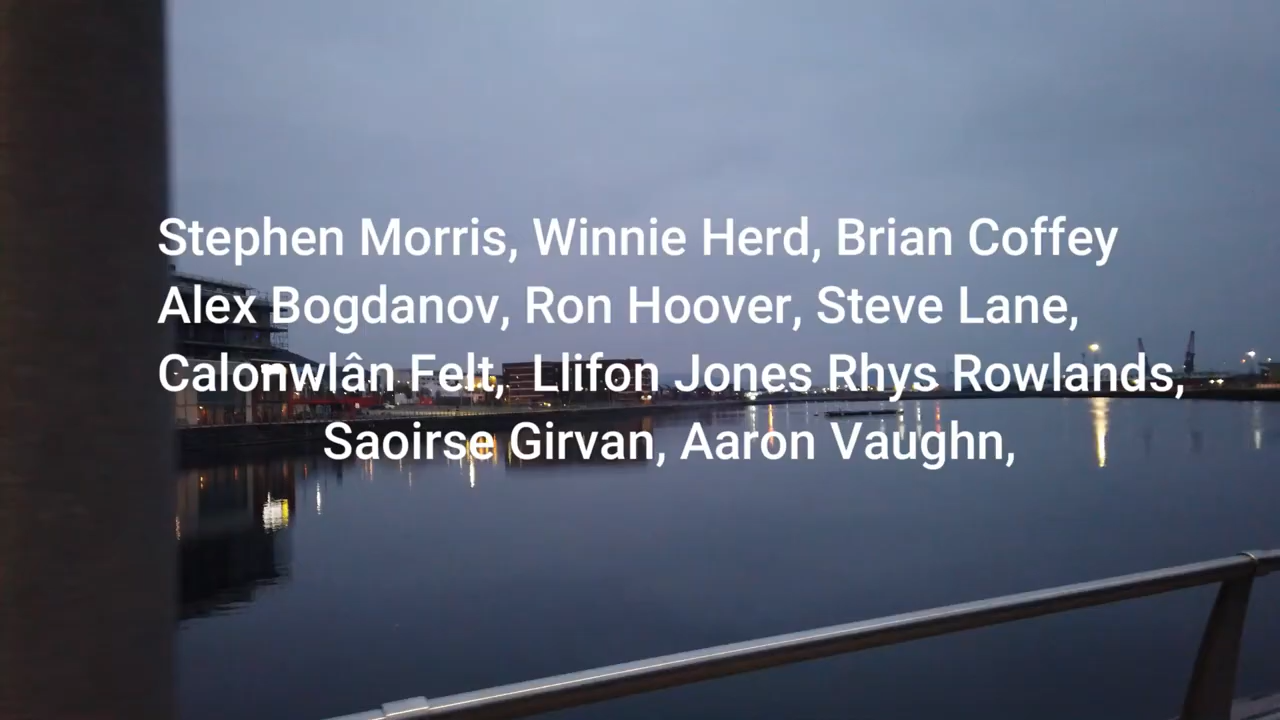 Stephen Morris, Winnie Herd, Brian Coffey
Alex Bogdanov, Ron Hoover, Steve Lane,
Calonwlân Felt,  Llifon Jones Rhys Rowlands,
Saoirse Girvan, Aaron Vaughn,